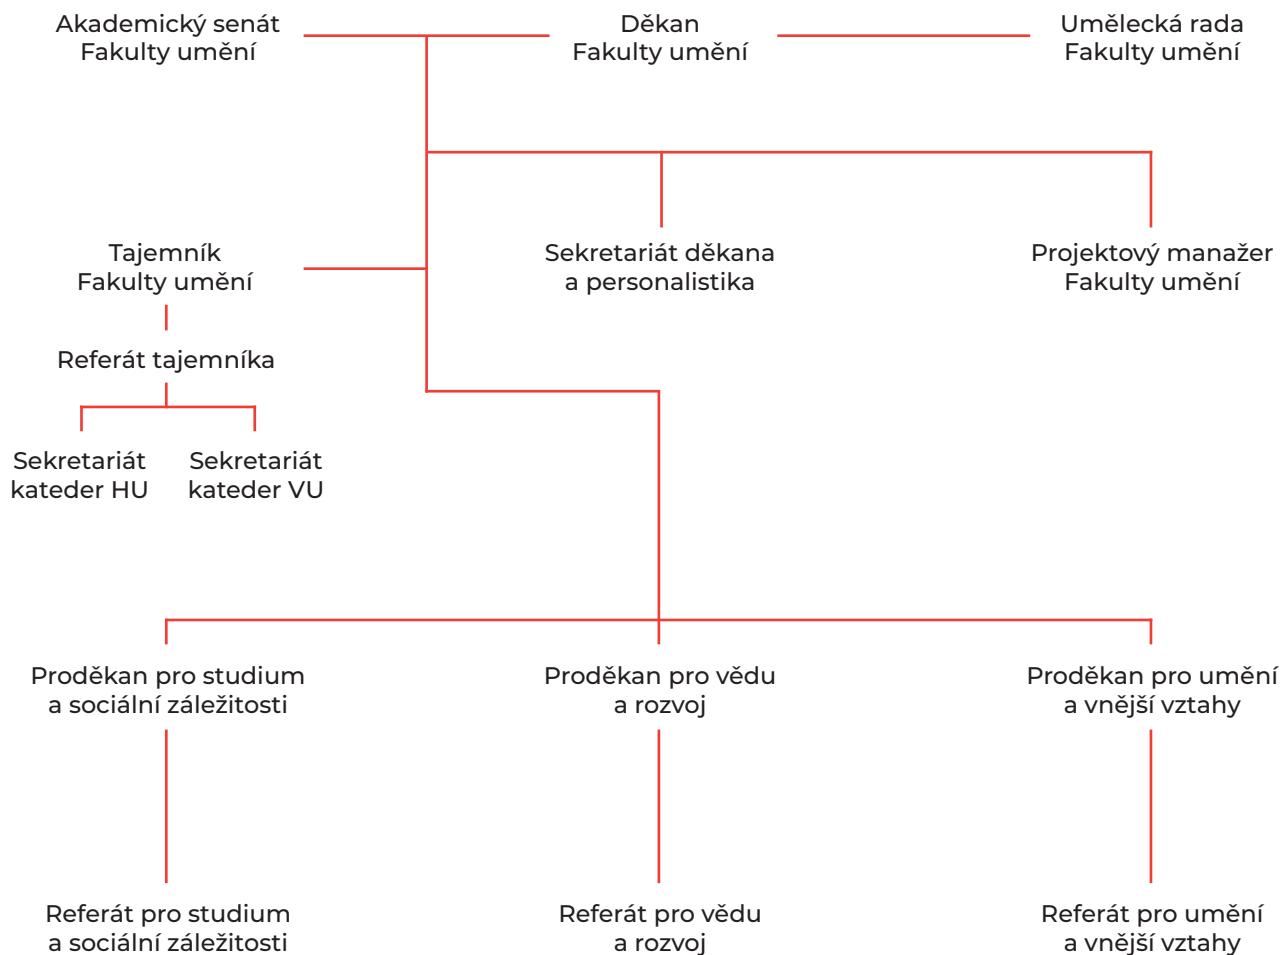 Akademický senát
Fakulty umění
Děkan
Fakulty umění
Umělecká rada
Fakulty umění
Tajemník
Fakulty umění
Sekretariát děkana
a personalistika
Projektový manažer
Fakulty umění
Referát tajemníka
Sekretariát
kateder HU
Sekretariát
kateder VU
Proděkan pro studium
a sociální záležitosti
Proděkan pro vědu
a rozvoj
Proděkan pro umění
a vnější vztahy
Referát pro studium
a sociální záležitosti
Referát pro vědu
a rozvoj
Referát pro umění
a vnější vztahy